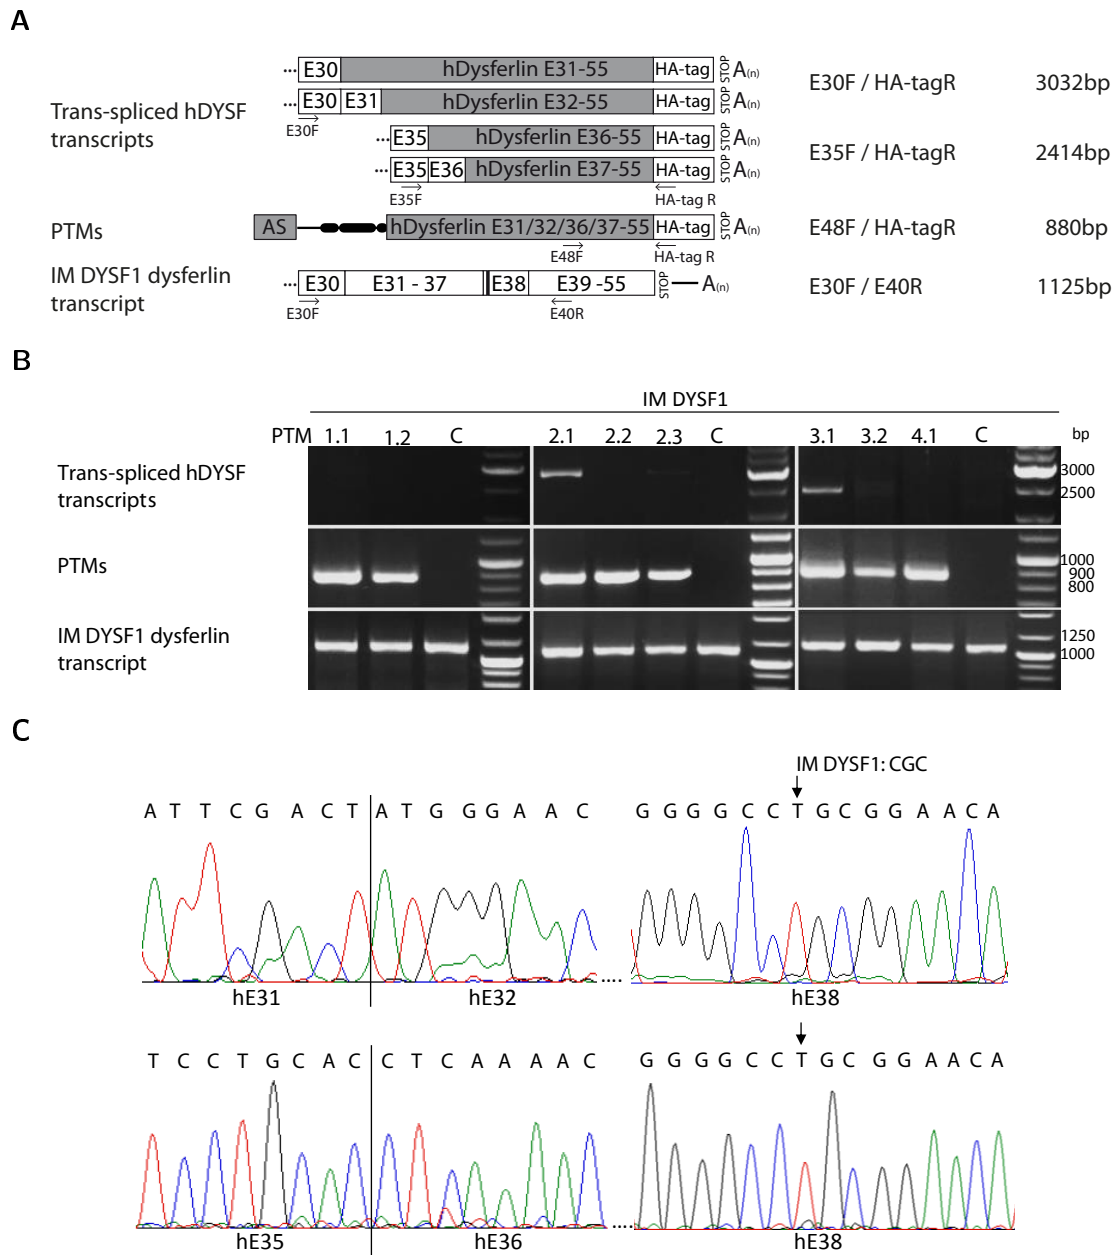 A
E30 hDysferlin E31-55 HA-tag STOP A(n)
E30F / HA-tagR 3032bp
Trans-spliced hDYSF
transcripts
E30 E31 hDysferlin E32-55 HA-tag STOP A(n)
E30F
E35 hDysferlin E36-55 HA-tag STOP A(n)
E35F / HA-tagR 2414bp
E35 E36 hDysferlin E37-55 HA-tag STOP A(n)
E35F HA-tag R
PTMs AS hDysferlin E31/32/36/37-55 HA-tag STOP A(n) E48F / HA-tagR 880bp
E48F HA-tag R
IM DYSF1 dysferlin
transcript
E30 E31 - 37 E38 E39 -55 STOP A(n) E30F / E40R 1125bp
E30F E40R
B
IM DYSF1
PTM 1.1 1.2 C 2.1 2.2 2.3 C 3.1 3.2 4.1 C bp
Trans-spliced hDYSF
transcripts
3000
2500
PTMs
1000
900
800
IM DYSF1 dysferlin
transcript
1250
1000
C
IM DYSF1: CGC
A T T C G A C T A T G G G A A C G G G G C C T G C G G A A C A
hE31 hE32 .... hE38
T C C T G C A C C T C A A A A C G G G G C C T G C G G A A C A
hE35 hE36 .... hE38